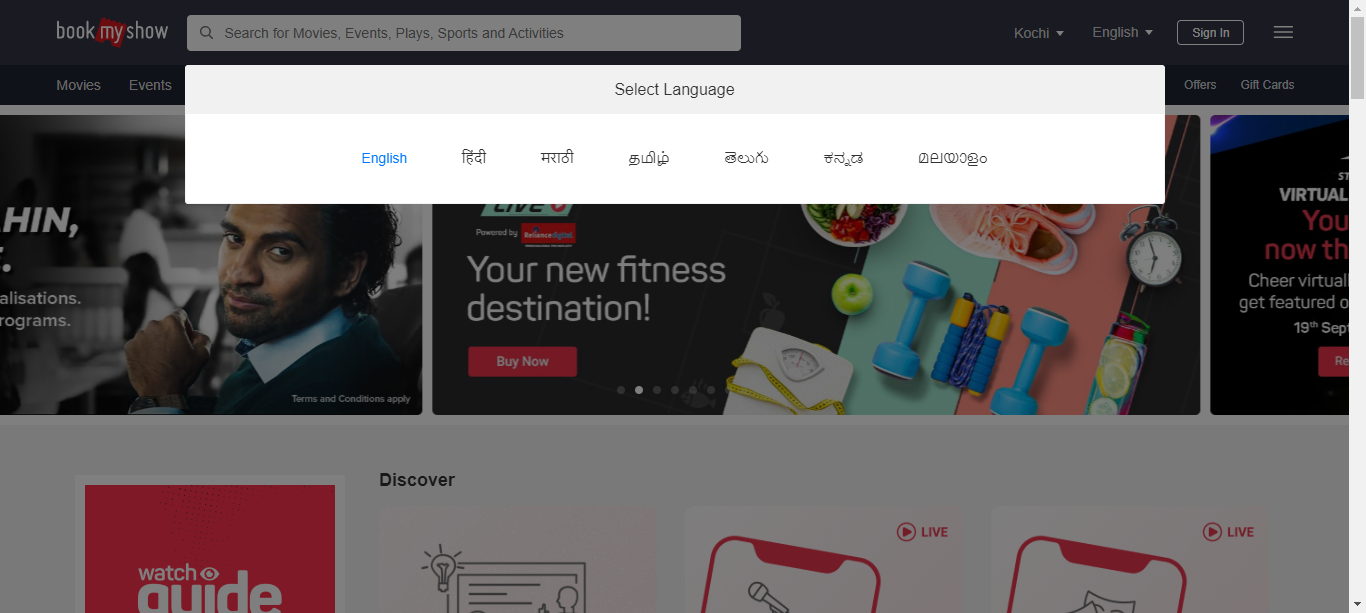 bookmyshow
Search for Movies, Events, Plays, Sports and Activities
Kochi
English
Sign In
Movies
Events
Offers
Gift Cards
Select Language
English
हिंदी
मराठी
தமிழ்
తెలుగు
ಕನ್ನಡ
മലയാളം
HIN,
alisations.
rograms.
Terms and Conditions apply
LIVE
Powered by Reliance digital
Your new fitness
destination!
Buy Now
ST
VIRTUAL
You
now th
Cheer virtuall
get featured o
19th Sept
Re
Discover
watch
guide
LIVE
LIVE